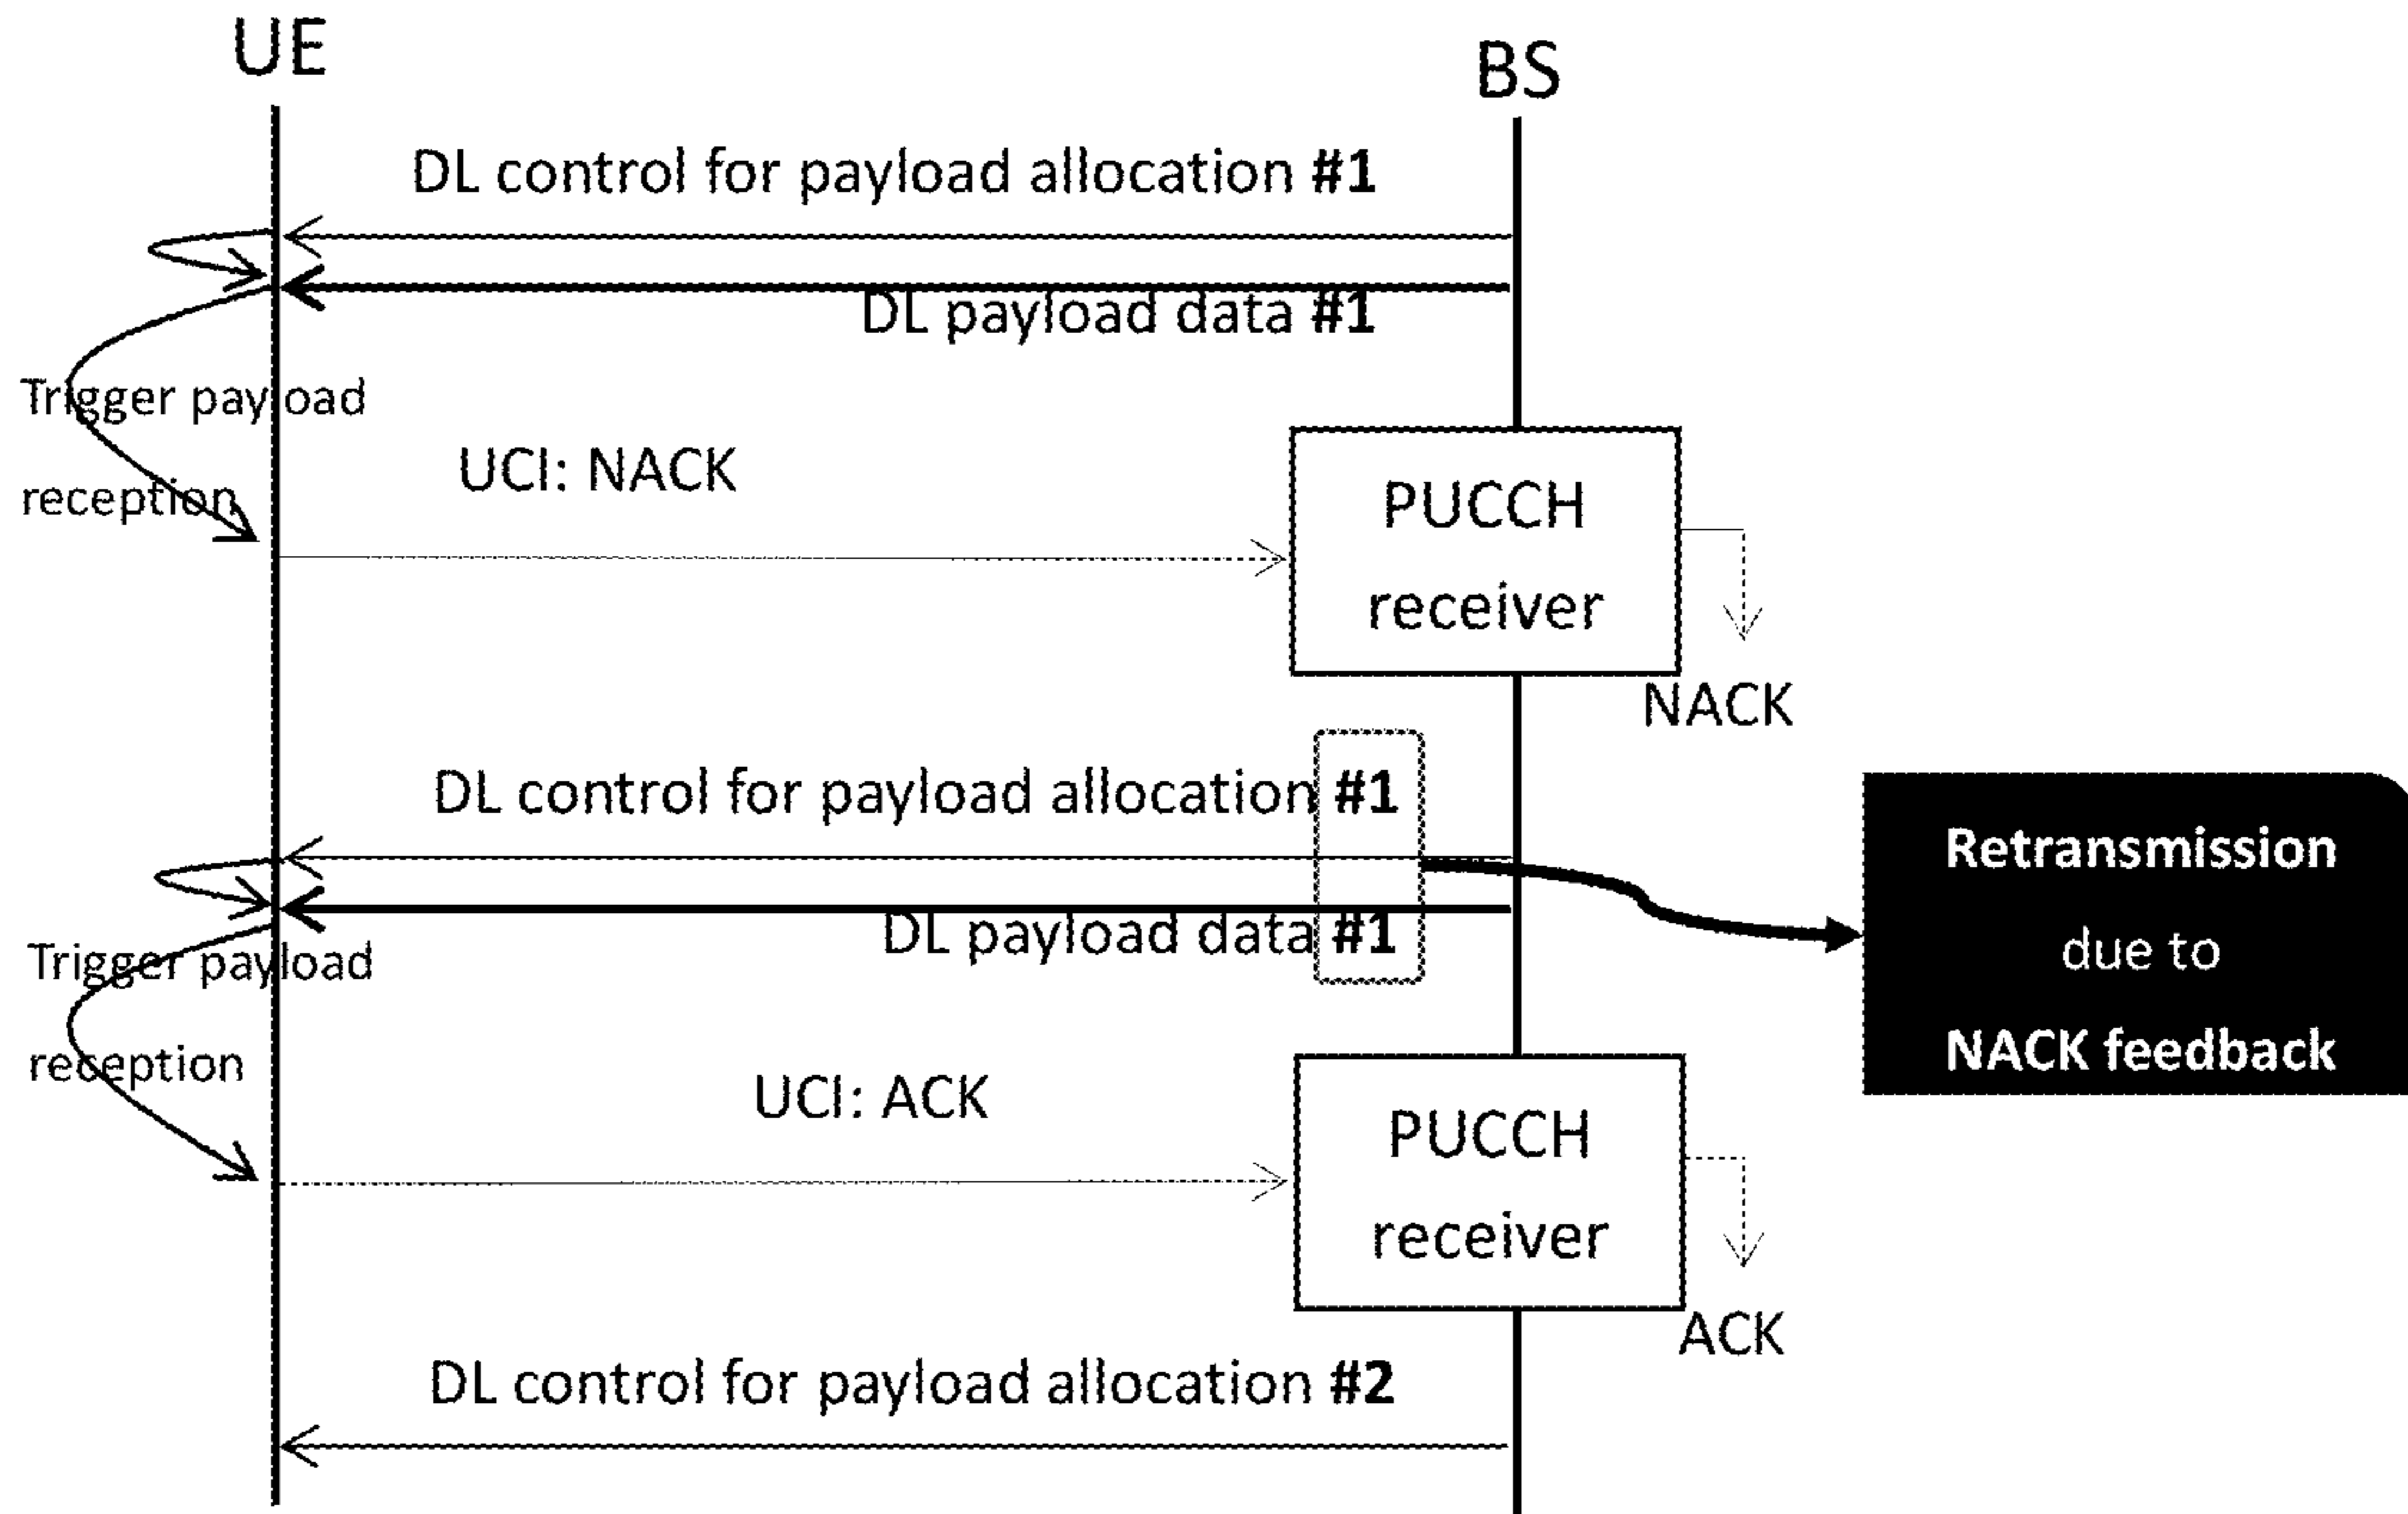 UE
BS
DL control for payload allocation #1
DL payload data #1
Trigger payload
reception
UCI: NACK
PUCCH
receiver
NACK
DL control for payload allocation #1
DL payload data #1
Retransmission
due to
NACK feedback
Trigger payload
reception
UCI: ACK
PUCCH
receiver
ACK
DL control for payload allocation #2